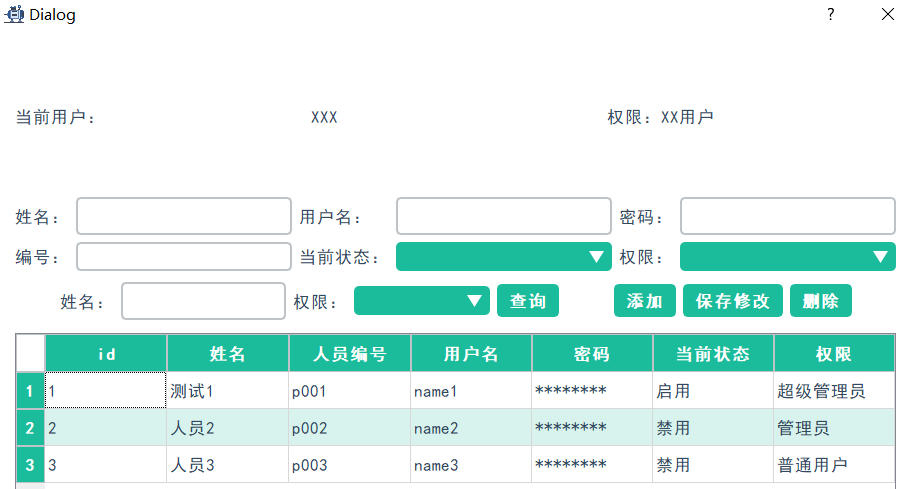 Dialog ?
当前用户： XXX 权限：XX用户
姓名： 用户名： 密码：
编号： 当前状态： 权限：
姓名： 权限： 查询 添加 保存修改 删除
id 姓名 人员编号 用户名 密码 当前状态 权限
1 1 测试1 p001 name1 ******** 启用 超级管理员
2 2 人员2 p002 name2 ******** 禁用 管理员
3 3 人员3 p003 name3 ******** 禁用 普通用户